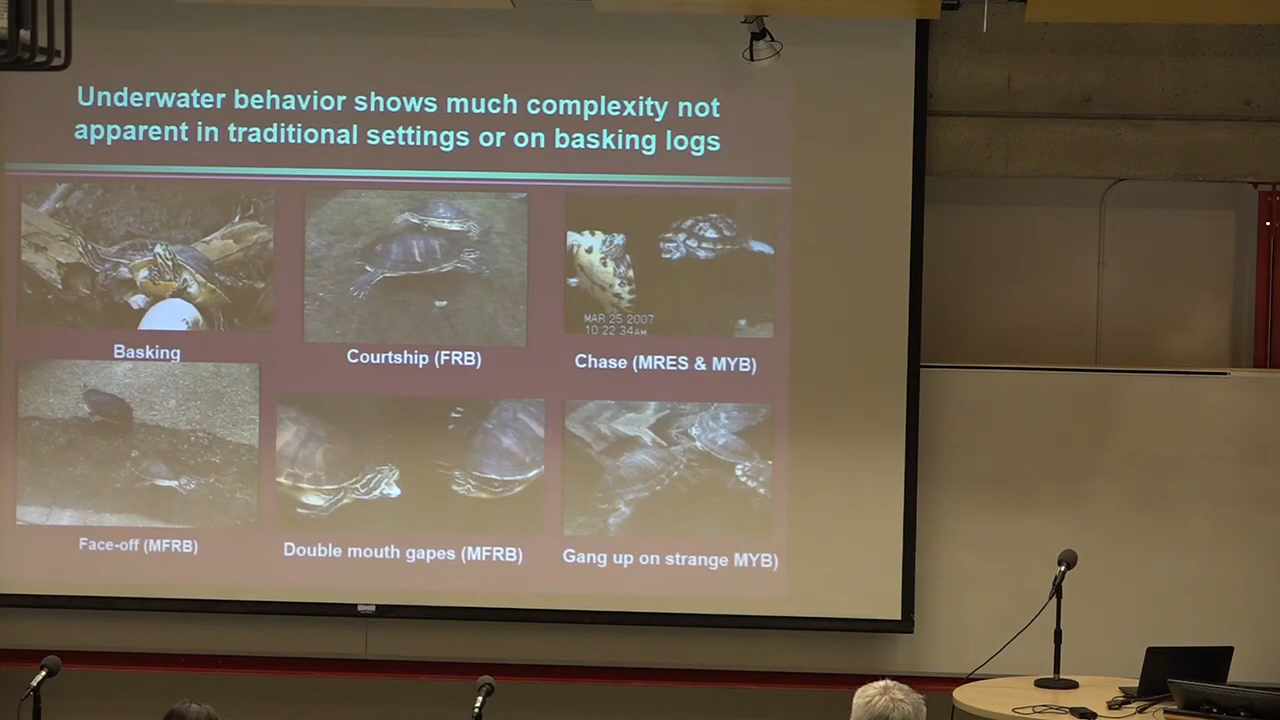 Underwater behavior shows much complexity not
apparent in traditional settings or on basking logs
Basking
Courtship (FRB)
MAR 25 2007
10:22 34AM
Chase (MRES & MYB)
Face-off (MFRB)
Double mouth gapes (MFRB)
Gang up on strange MYB)